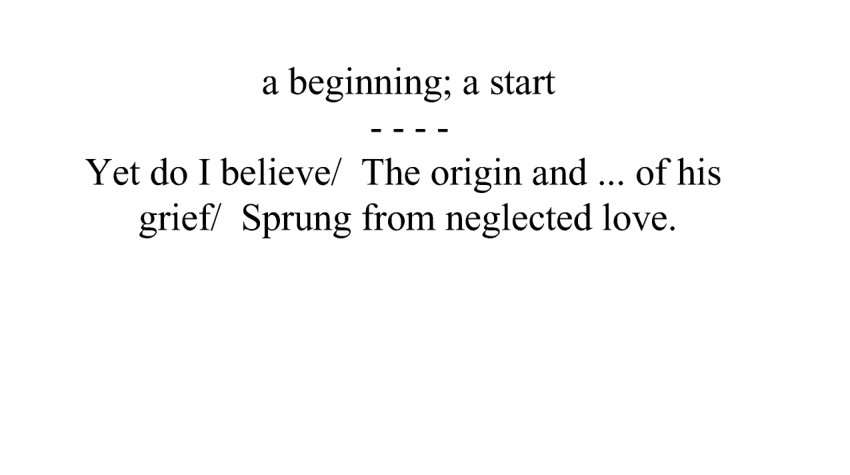 a beginning; a start
- - - -
Yet do I believe/  The origin and ... of his
grief/  Sprung from neglected love.